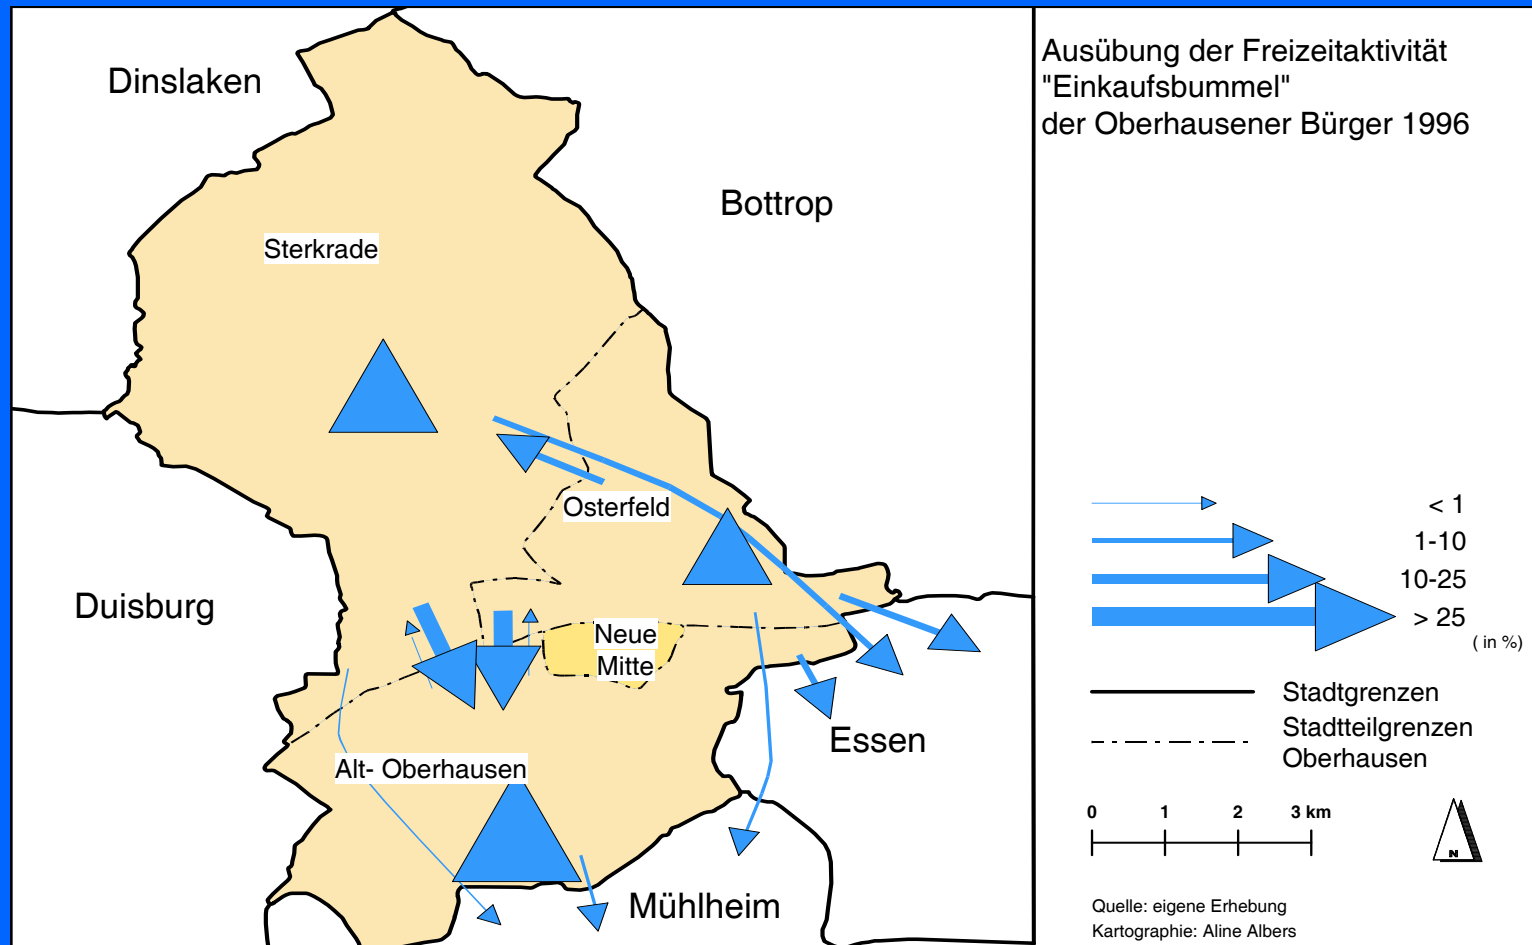 Ausübung der Freizeitaktivität
"Einkaufsbummel"
der Oberhausener Bürger 1996
Dinslaken
Bottrop
Sterkrade
Osterfeld
Duisburg
Neue
Mitte
Essen
Alt- Oberhausen
Mühlheim
< 1
1-10
10-25
> 25
( in %)
Stadtgrenzen
Stadtteilgrenzen
Oberhausen
0 1 2 3 km
N
Quelle: eigene Erhebung
Kartographie: Aline Albers